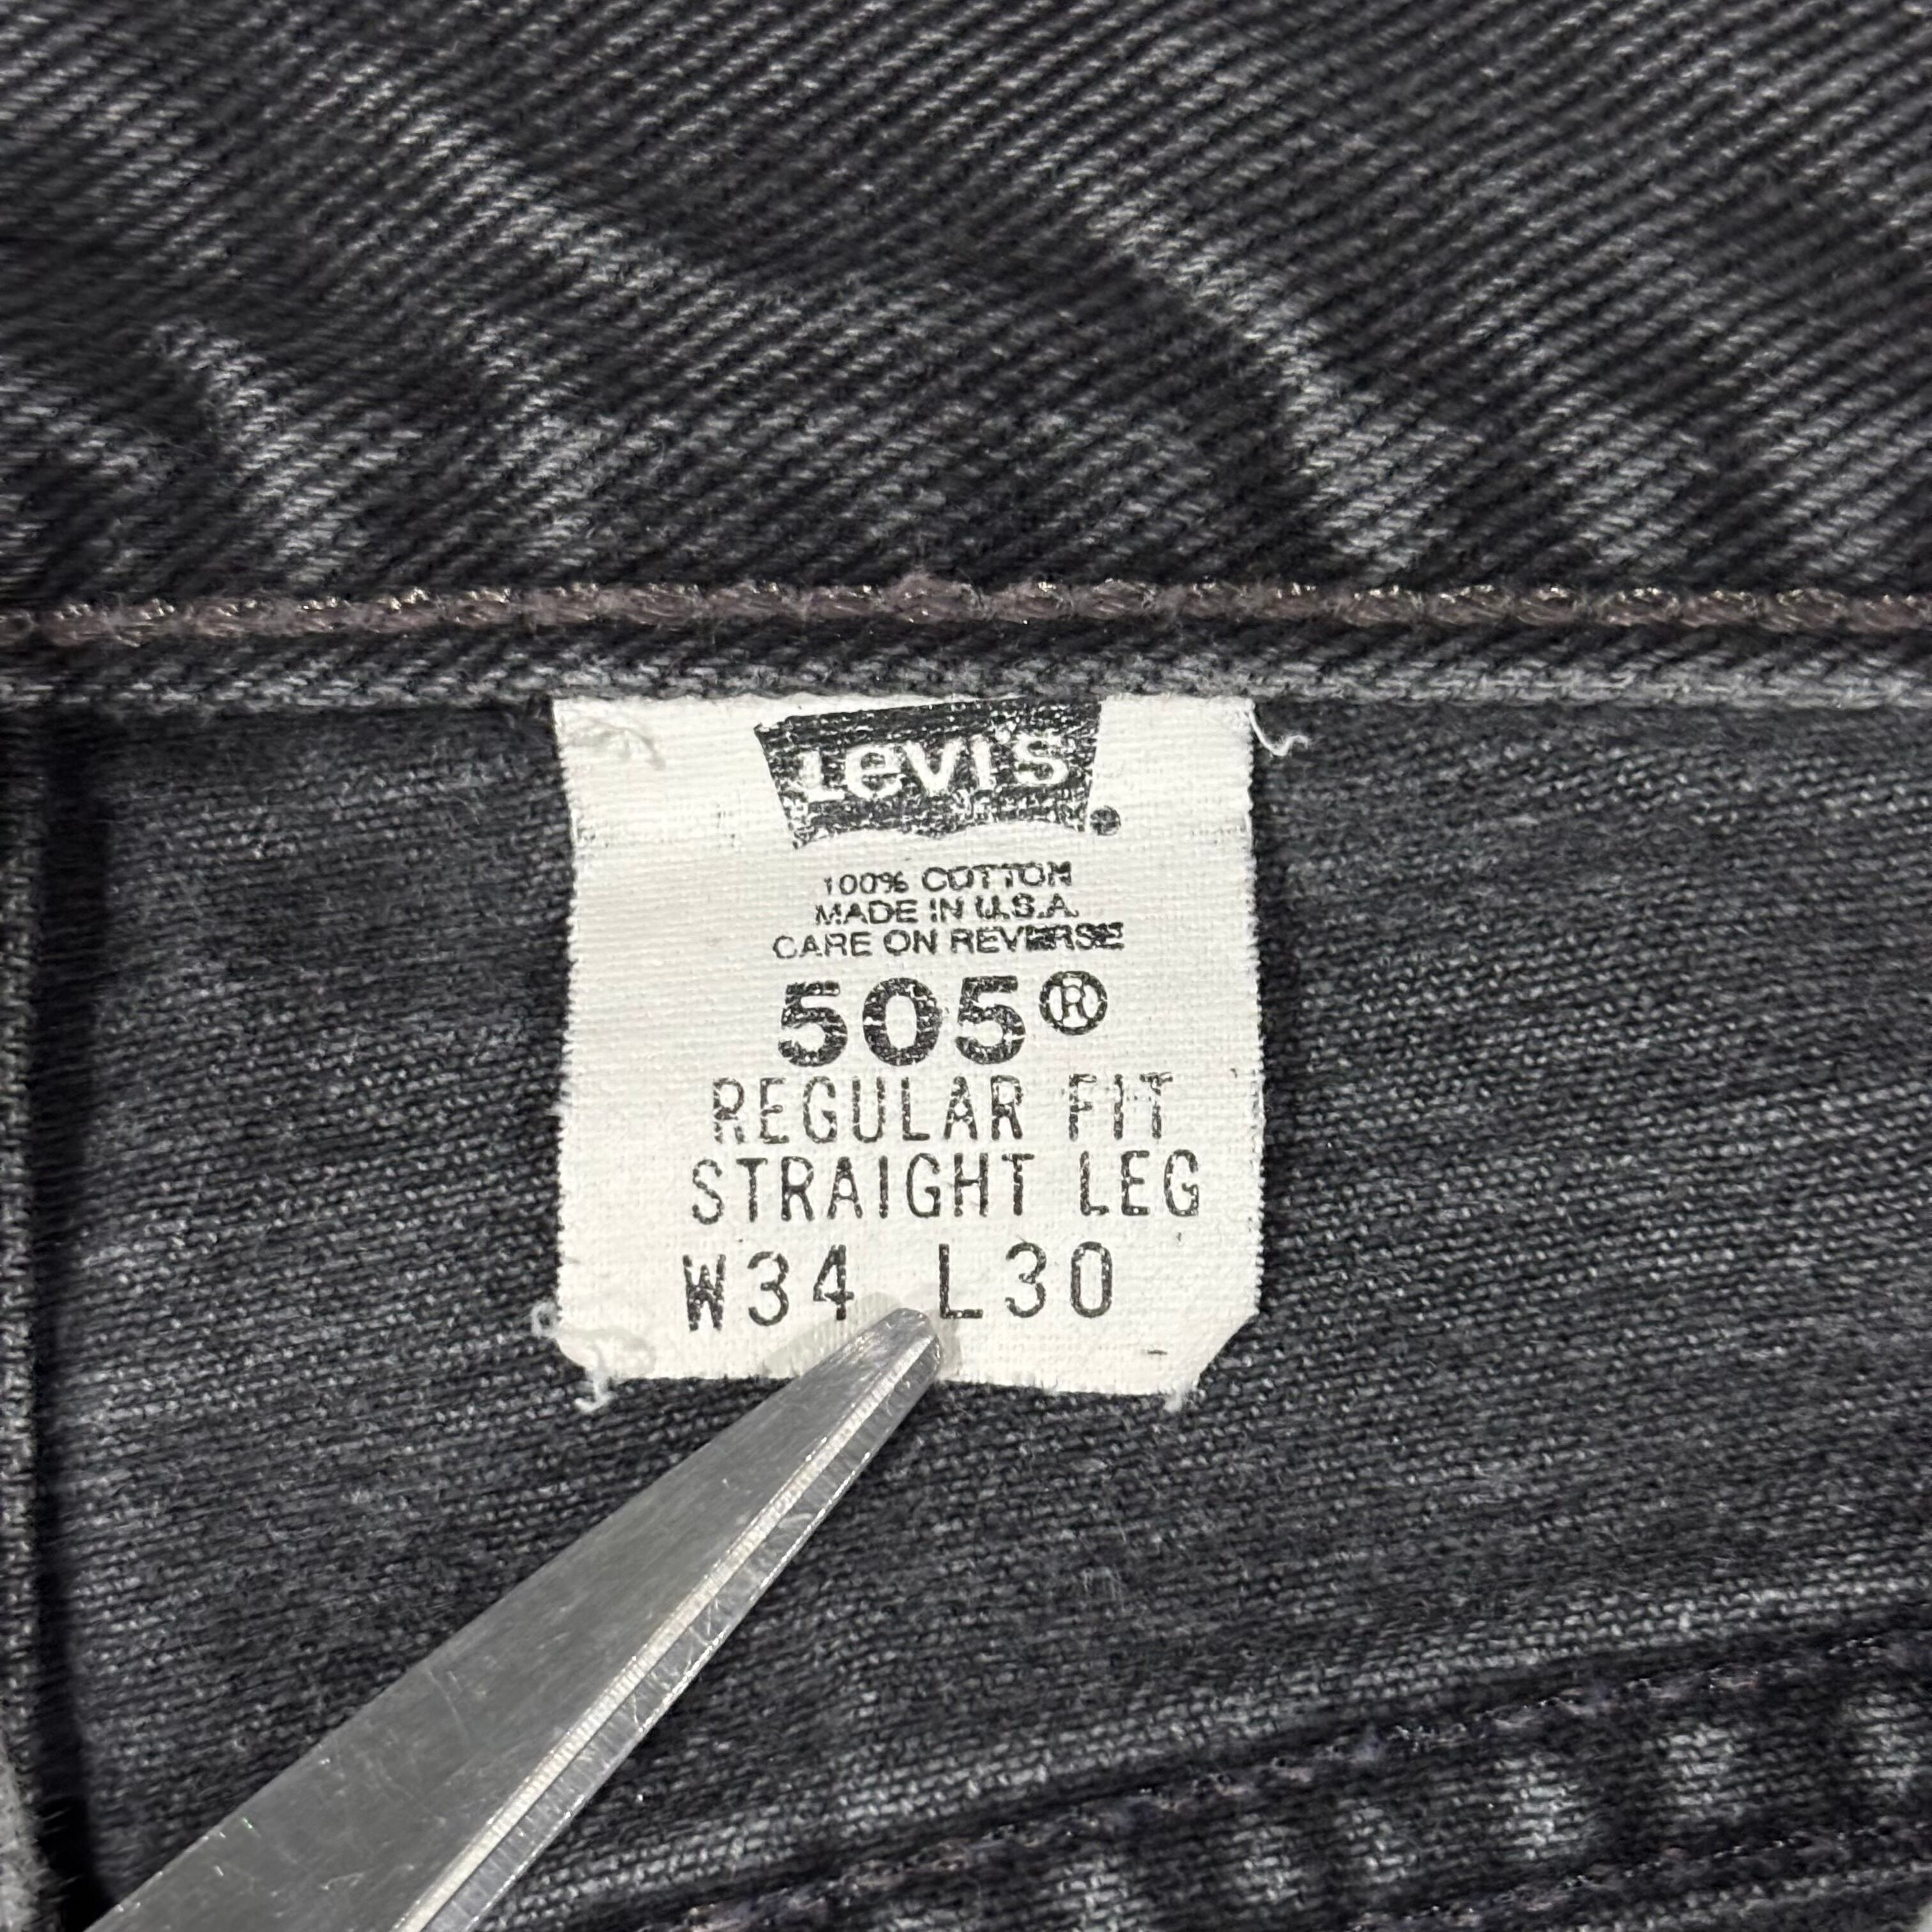 Levi's
100% COTTON
MADE IN U.S.A.
CARE ON REVERSE
505®
REGULAR FIT
STRAIGHT LEG
W34 L30